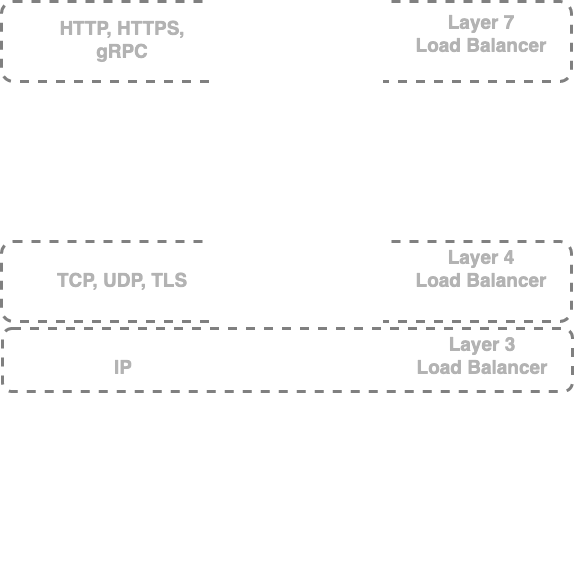 HTTP, HTTPS,
gRPC
Layer 7
Load Balancer
TCP, UDP, TLS
Layer 4
Load Balancer
IP
Layer 3
Load Balancer